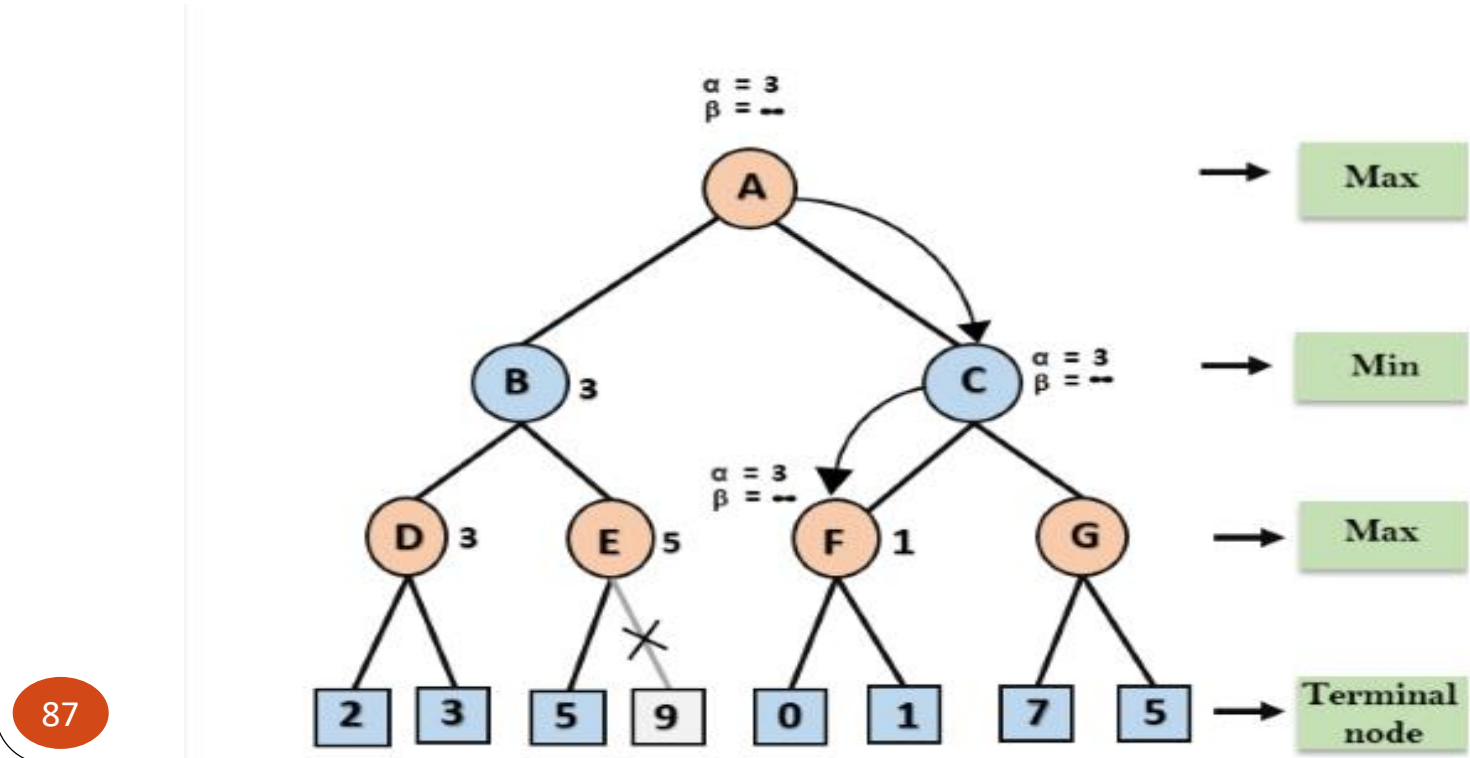 α = 3
β = ∞
A
Max
B
3
C
α = 3
β = ∞
Min
α = 3
β = ∞
D
3
E
5
F
1
G
Max
2
3
5
9
0
1
7
5
Terminal
node
87